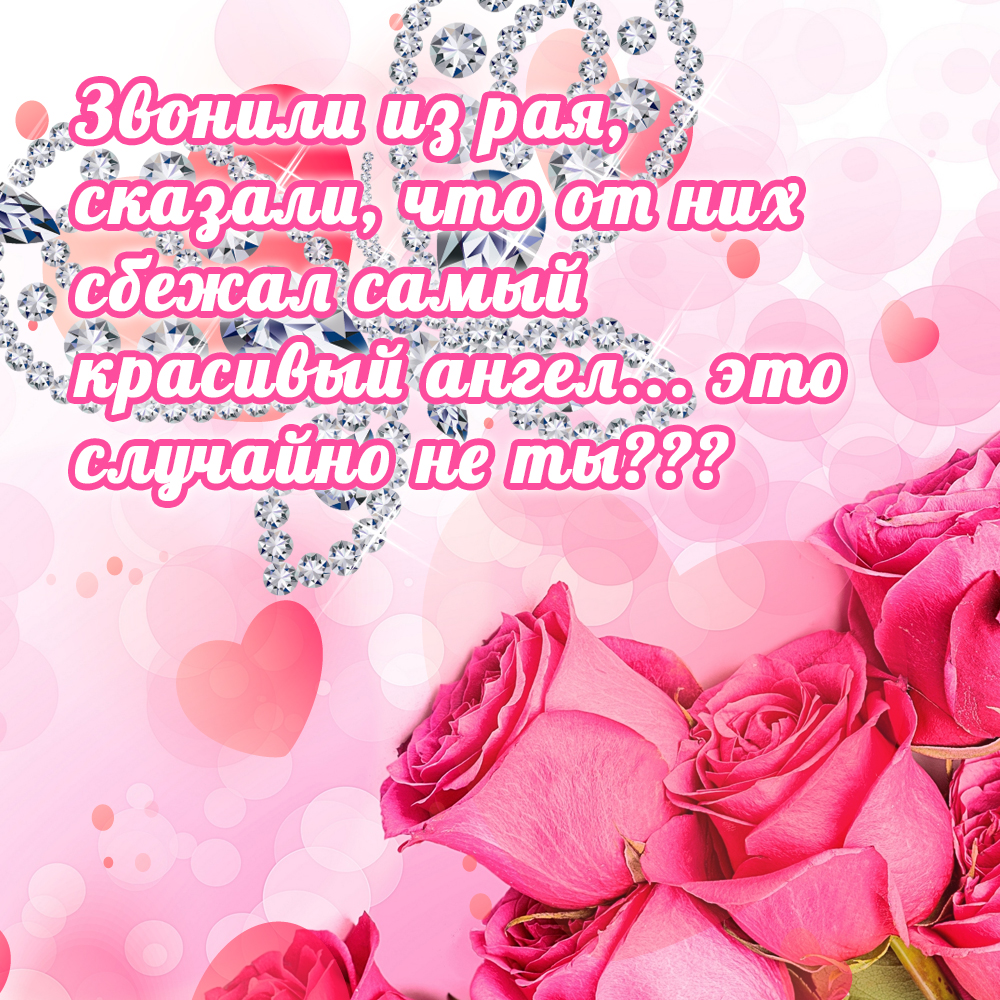 Звонили из рая,
сказали, что от них
сбежал самый
красивый ангел... это
случайно не ты???